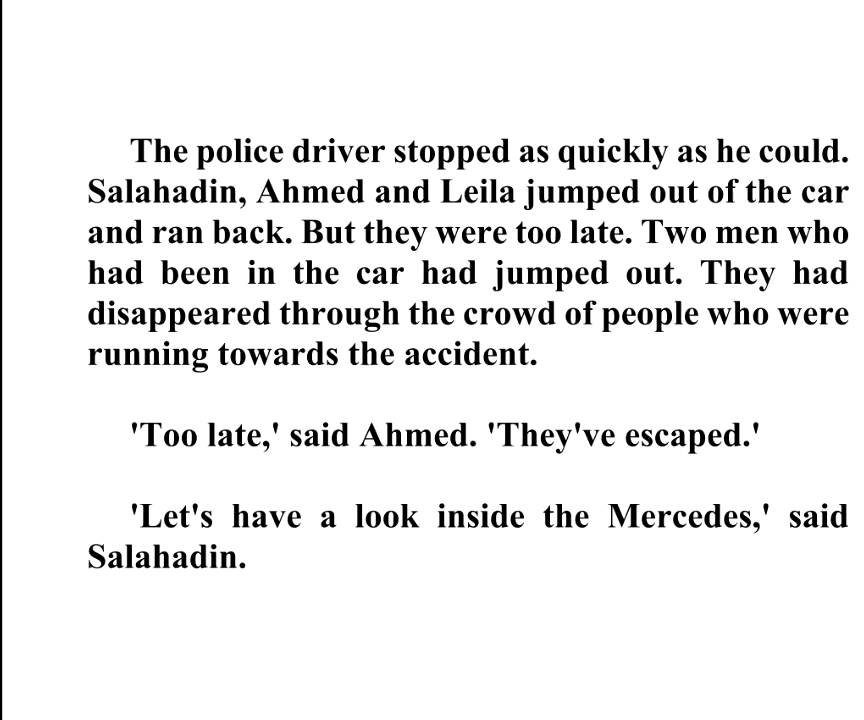 The police driver stopped as quickly as he could.
Salahadin, Ahmed and Leila jumped out of the car
and ran back. But they were too late. Two men who
had been in the car had jumped out. They had
disappeared through the crowd of people who were
running towards the accident.
'Too late,' said Ahmed. 'They've escaped.'
'Let's have a look inside the Mercedes,' said
Salahadin.